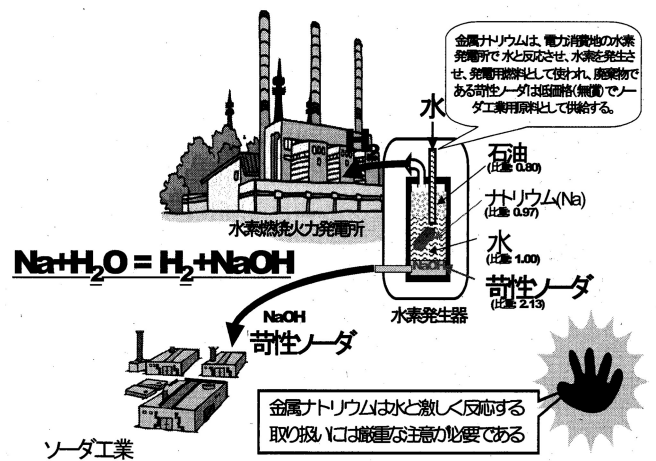 金属ナトリウムは、電力消費地の水素
発電所で水と反応させ、水素を発生さ
せ、発電用燃料として使われ、廃棄物で
ある苛性ソーダは低価格(無償)でソー
ダ工業用原料として供給する。
水
H₂
石油
(比重: 0.80)
ナトリウム(Na)
(比重: 0.97)
水
(比重: 1.00)
NaOH
苛性ソーダ
(比重: 2.13)
水素燃焼火力発電所
水素発生器
Na+H₂O = H₂+NaOH
NaOH
苛性ソーダ
ソーダ工業
金属ナトリウムは水と激しく反応する
取り扱いには厳重な注意が必要である